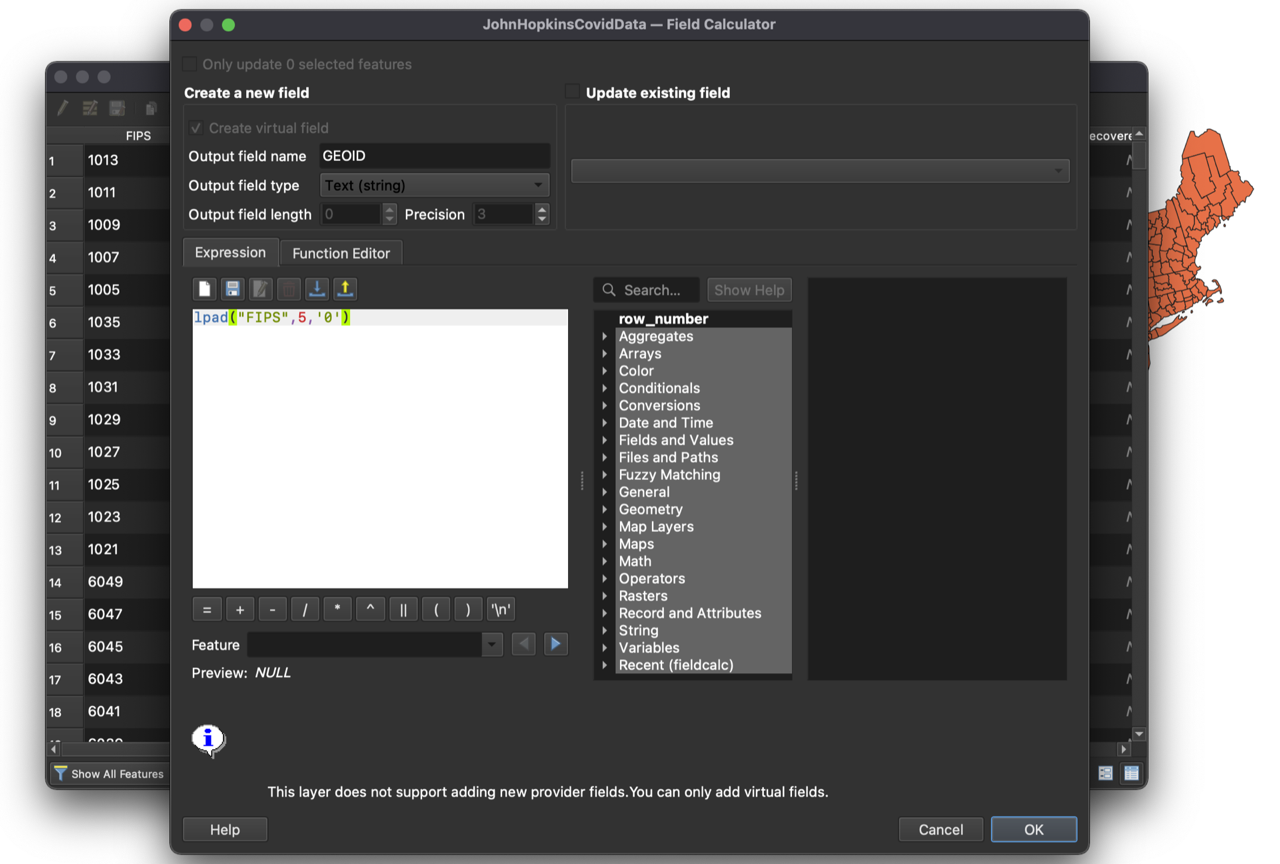 JohnHopkinsCovidData — Field Calculator
Only update 0 selected features
Create a new field
Update existing field
Create virtual field
Output field name GEOID
Output field type Text (string)
Output field length 0 Precision 3
Expression Function Editor
Search... Show Help
lpad("FIPS",5,'0')
row_number
Aggregates
Arrays
Color
Conditionals
Conversions
Date and Time
Fields and Values
Files and Paths
Fuzzy Matching
General
Geometry
Map Layers
Maps
Math
Operators
Rasters
Record and Attributes
String
Variables
Recent (fieldcalc)
= + - / * ^ || ( ) '\n'
Feature
Preview: NULL
This layer does not support adding new provider fields.You can only add virtual fields.
Help Cancel OK
FIPS
1 1013
2 1011
3 1009
4 1007
5 1005
6 1035
7 1033
8 1031
9 1029
10 1027
11 1025
12 1023
13 1021
14 6049
15 6047
16 6045
17 6043
18 6041
Show All Features
ecovere